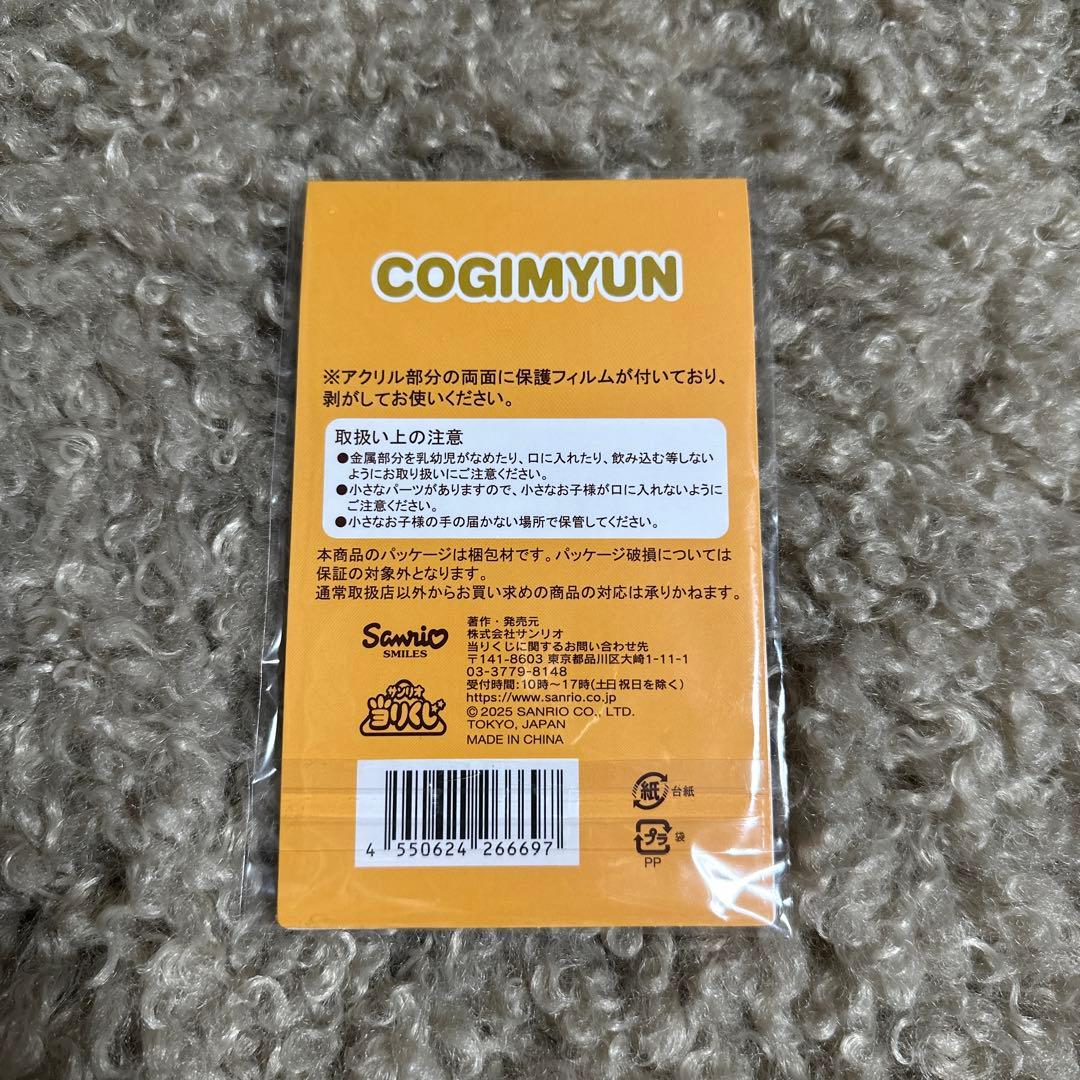 COGIMYUN
※アクリル部分の両面に保護フィルムが付いており、
剥がしてお使いください。
取扱い上の注意
●金属部分を乳幼児がなめたり、口に入れたり、飲み込む等しない
ようにお取り扱いにご注意ください。
●小さなパーツがありますので、小さなお子様が口に入れないように
ご注意ください。
●小さなお子様の手の届かない場所で保管してください。
本商品のパッケージは梱包材です。パッケージ破損については
保証の対象外となります。
通常取扱店以外からお買い求めの商品の対応は承りかねます。
Sanrio
SMILES
サンリオ
当りくじ
著作・発売元
株式会社サンリオ
当りくじに関するお問い合わせ先
〒141-8603 東京都品川区大崎1-11-1
03-3779-8148
受付時間:10時〜17時(土日祝日を除く)
https://www.sanrio.co.jp
© 2025 SANRIO CO., LTD.
TOKYO, JAPAN
MADE IN CHINA
4 550624 266697
紙 台紙
プラ 袋
PP